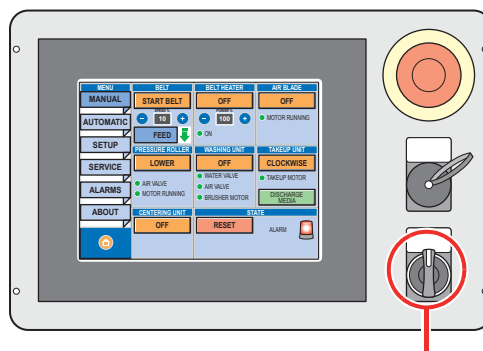 MENU
MANUAL
AUTOMATIC
SETUP
SERVICE
ALARMS
ABOUT
BELT
START BELT
SPEED %
10
FEED
BELT HEATER
OFF
POWER %
100
ON
AIR BLADE
OFF
MOTOR RUNNING
PRESSURE ROLLER
LOWER
AIR VALVE
MOTOR RUNNING
WASHING UNIT
OFF
WATER VALVE
AIR VALVE
BRUSHER MOTOR
TAKEUP UNIT
CLOCKWISE
TAKEUP MOTOR
DISCHARGE
MEDIA
CENTERING UNIT
OFF
STATE
RESET
ALARM